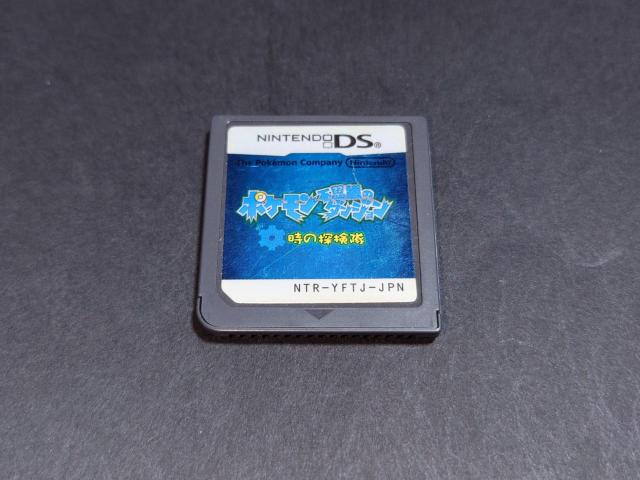 NINTENDO DS®
The Pokémon Company Nintendo
ポケモン不思議のダンジョン
時の探検隊
NTR-YFTJ-JPN